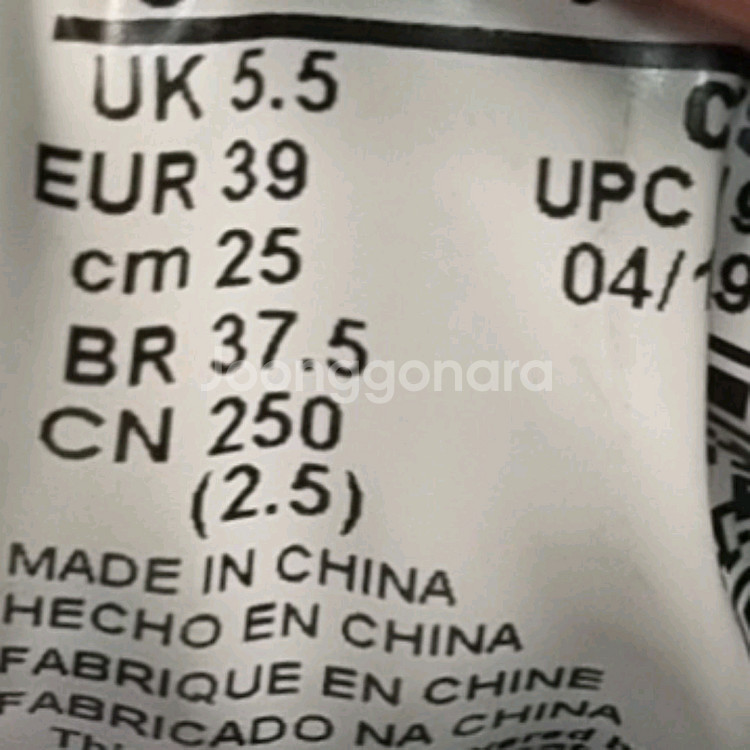 UK 5.5
EUR 39
cm 25
BR 37.5
CN 250
(2.5)
UPC
04/19
Joonggonara
MADE IN CHINA
HECHO EN CHINA
FABRIQUE EN CHINE
FABRICADO NA CHINA